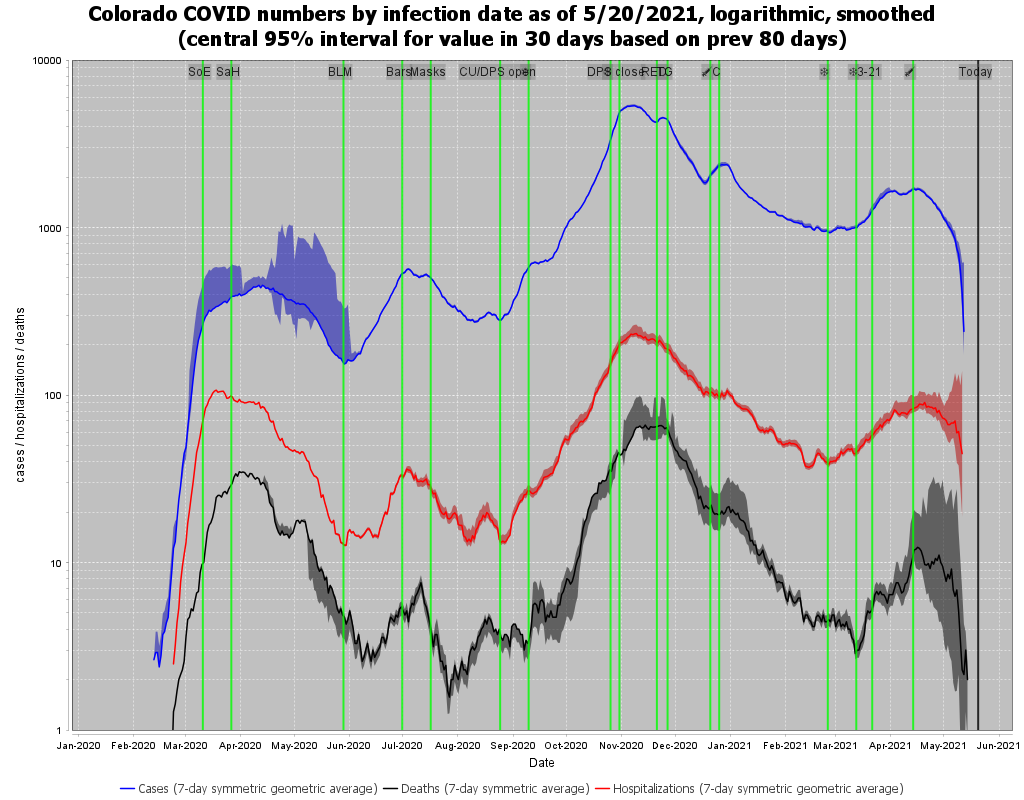 Colorado COVID numbers by infection date as of 5/20/2021, logarithmic, smoothed
(central 95% interval for value in 30 days based on prev 80 days)
10000
SoE SaH BLM Bars Masks CU/DPS open DPS close RED TG C 3-21 Today
1000
100
10
1
cases / hospitalizations / deaths
Jan-2020 Feb-2020 Mar-2020 Apr-2020 May-2020 Jun-2020 Jul-2020 Aug-2020 Sep-2020 Oct-2020 Nov-2020 Dec-2020 Jan-2021 Feb-2021 Mar-2021 Apr-2021 May-2021 Jun-2021
Date
Cases (7-day symmetric geometric average) Deaths (7-day symmetric geometric average) Hospitalizations (7-day symmetric geometric average)